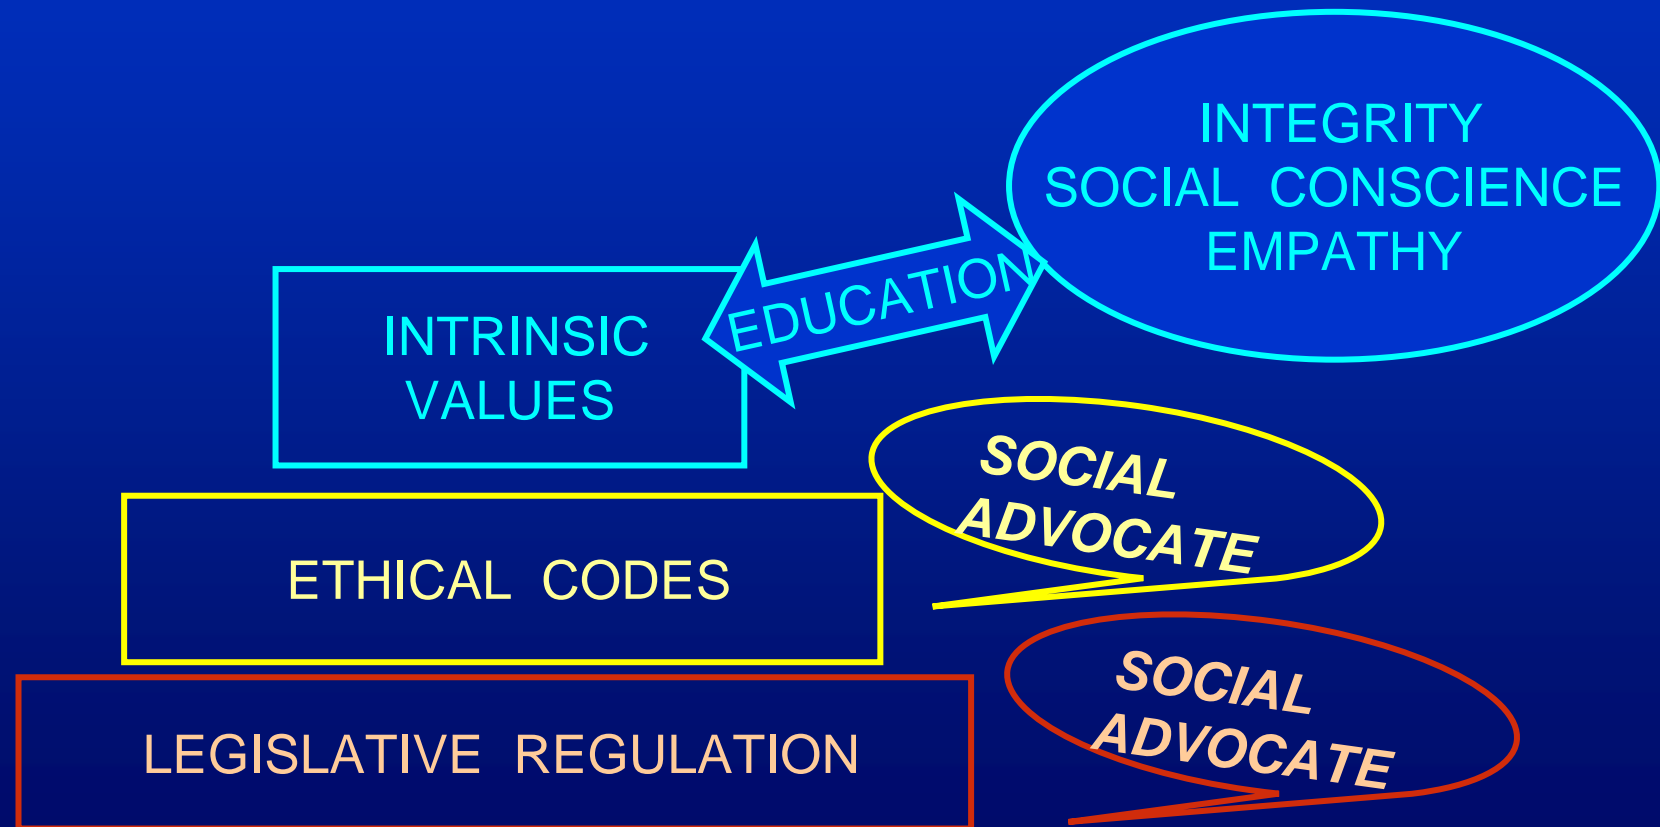 INTEGRITY
SOCIAL CONSCIENCE
EMPATHY
EDUCATION
INTRINSIC
VALUES
SOCIAL
ADVOCATE
ETHICAL CODES
SOCIAL
ADVOCATE
LEGISLATIVE REGULATION